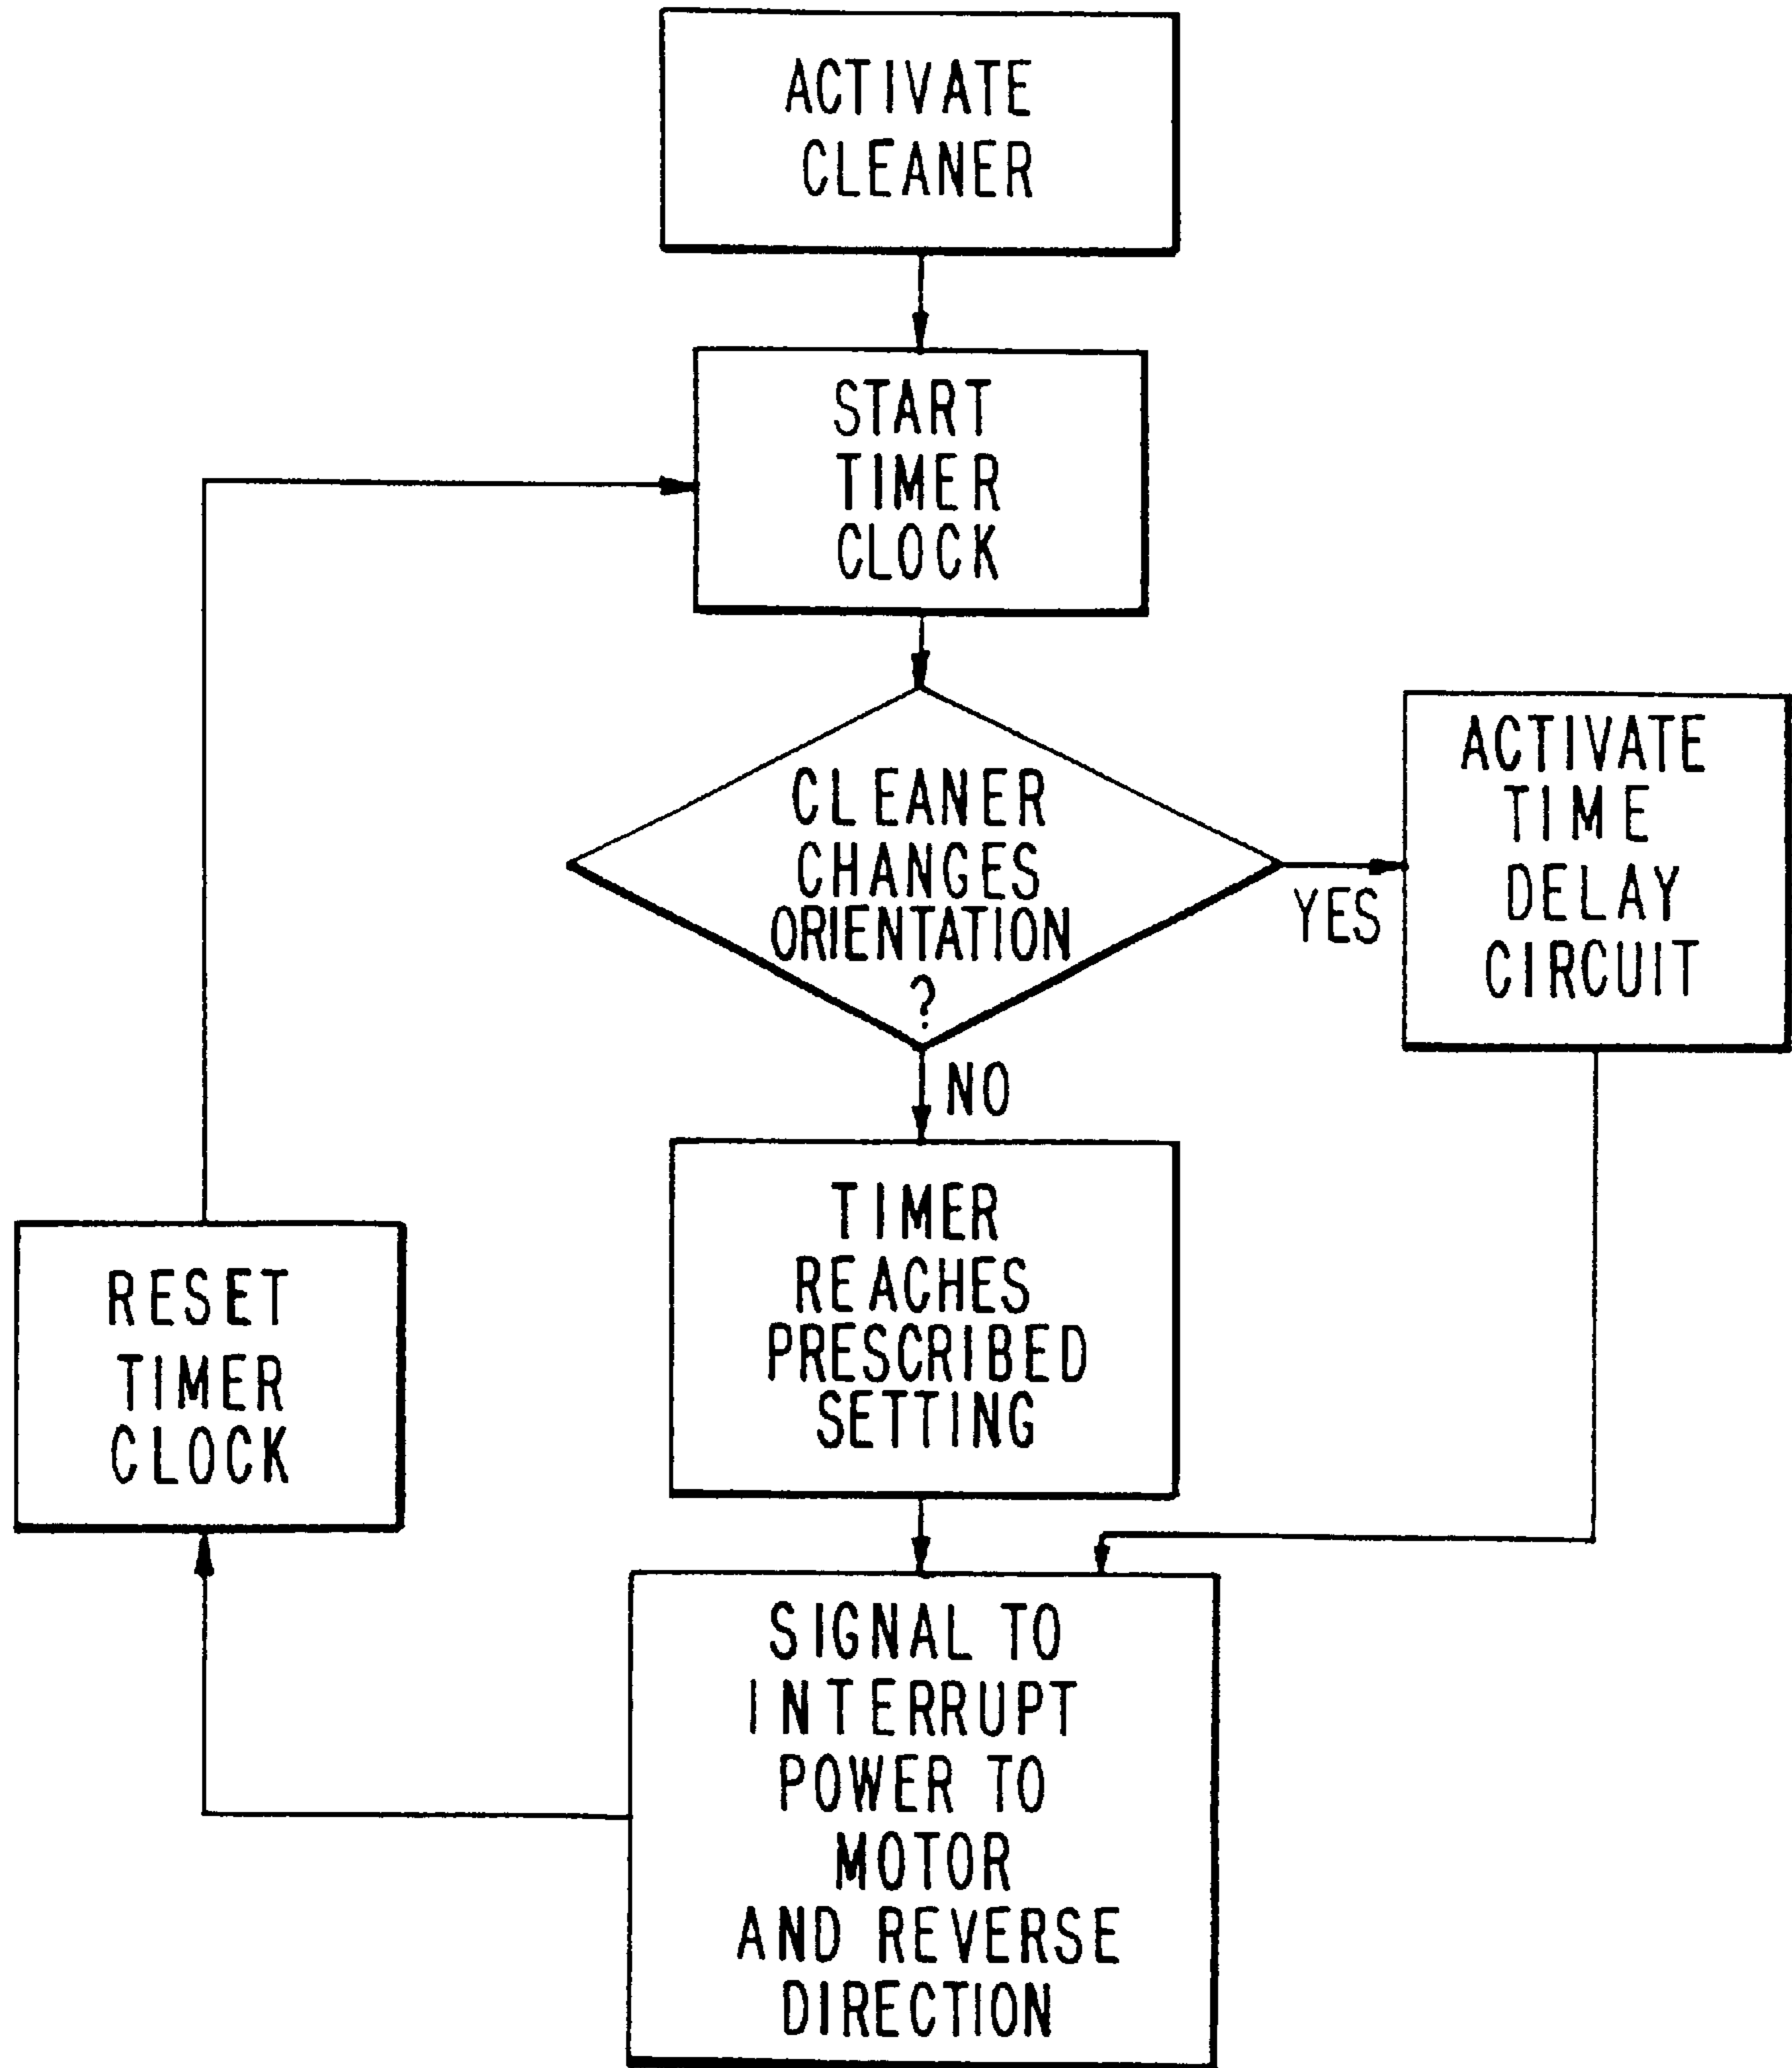 ACTIVATE
CLEANER
START
TIMER
CLOCK
CLEANER
CHANGES
ORIENTATION
?
YES
ACTIVATE
TIME
DELAY
CIRCUIT
NO
TIMER
REACHES
PRESCRIBED
SETTING
RESET
TIMER
CLOCK
SIGNAL TO
INTERRUPT
POWER TO
MOTOR
AND REVERSE
DIRECTION